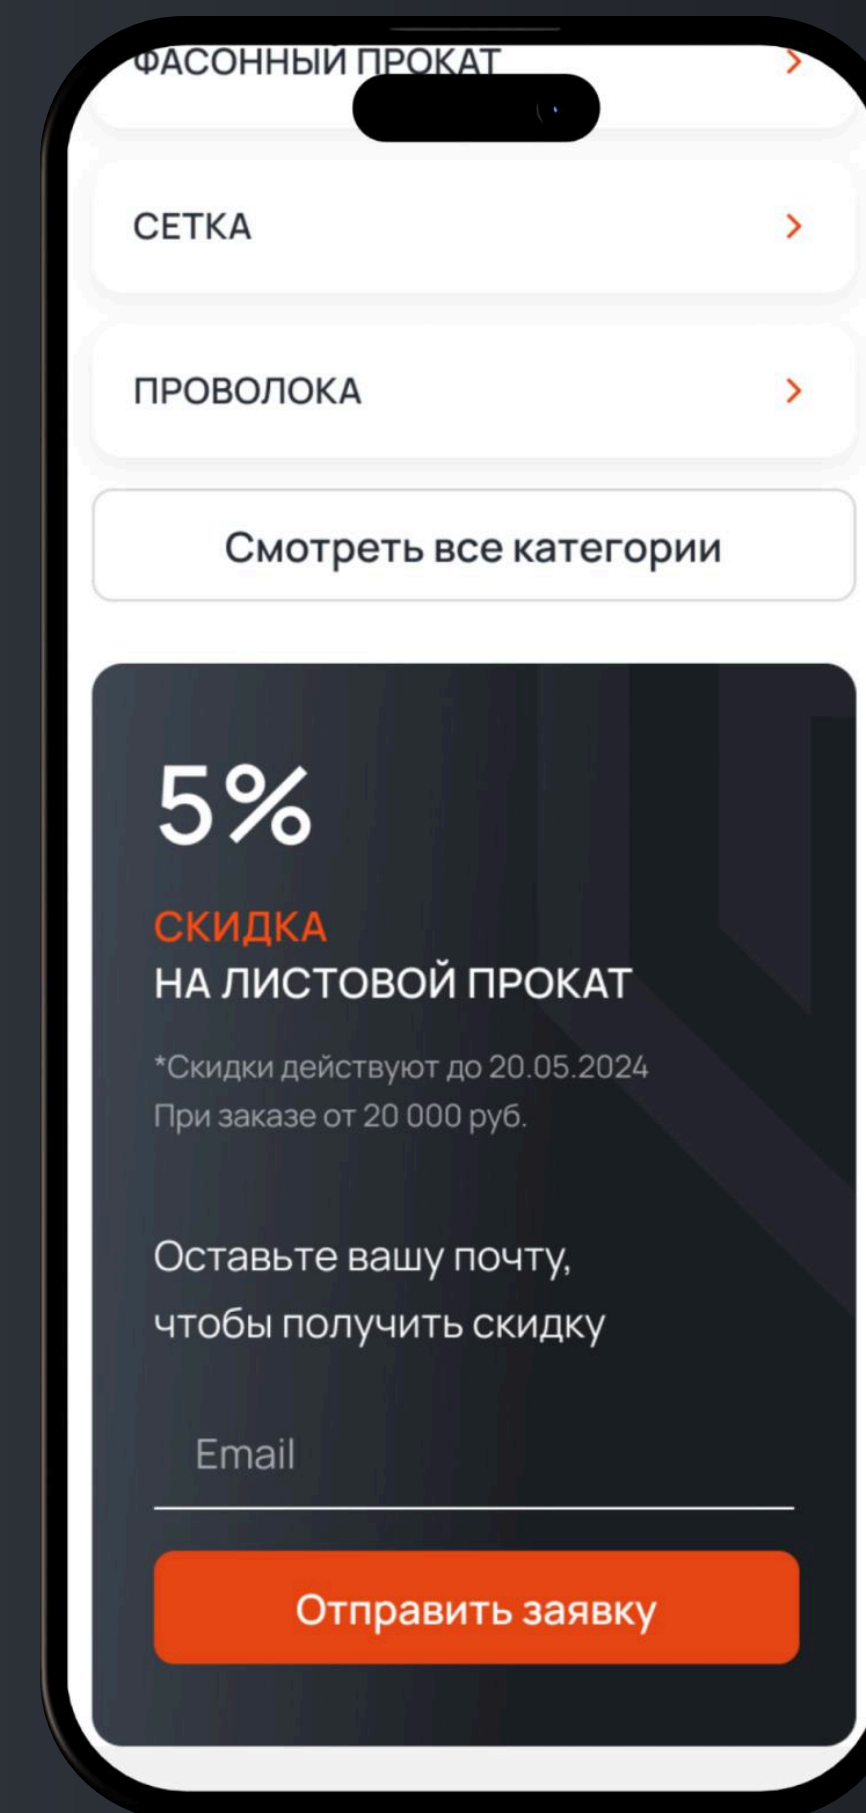 ФАСОННЫЙ ПРОКАТ
СЕТКА
ПРОВОЛОКА
Смотреть все категории
5%
СКИДКА
НА ЛИСТОВОЙ ПРОКАТ
*Скидки действуют до 20.05.2024
При заказе от 20 000 руб.
Оставьте вашу почту,
чтобы получить скидку
Email
Отправить заявку